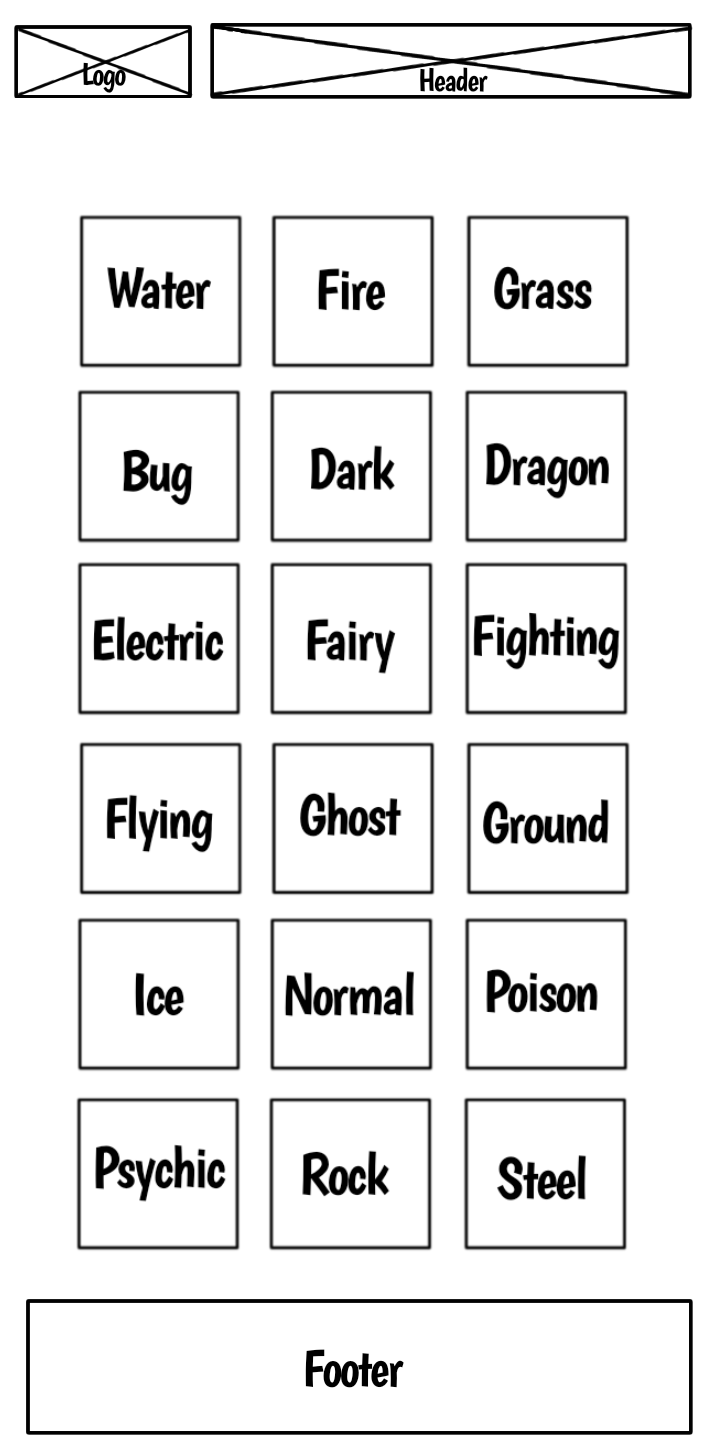 Logo
Header
Water
Fire
Grass
Bug
Dark
Dragon
Electric
Fairy
Fighting
Flying
Ghost
Ground
Ice
Normal
Poison
Psychic
Rock
Steel
Footer